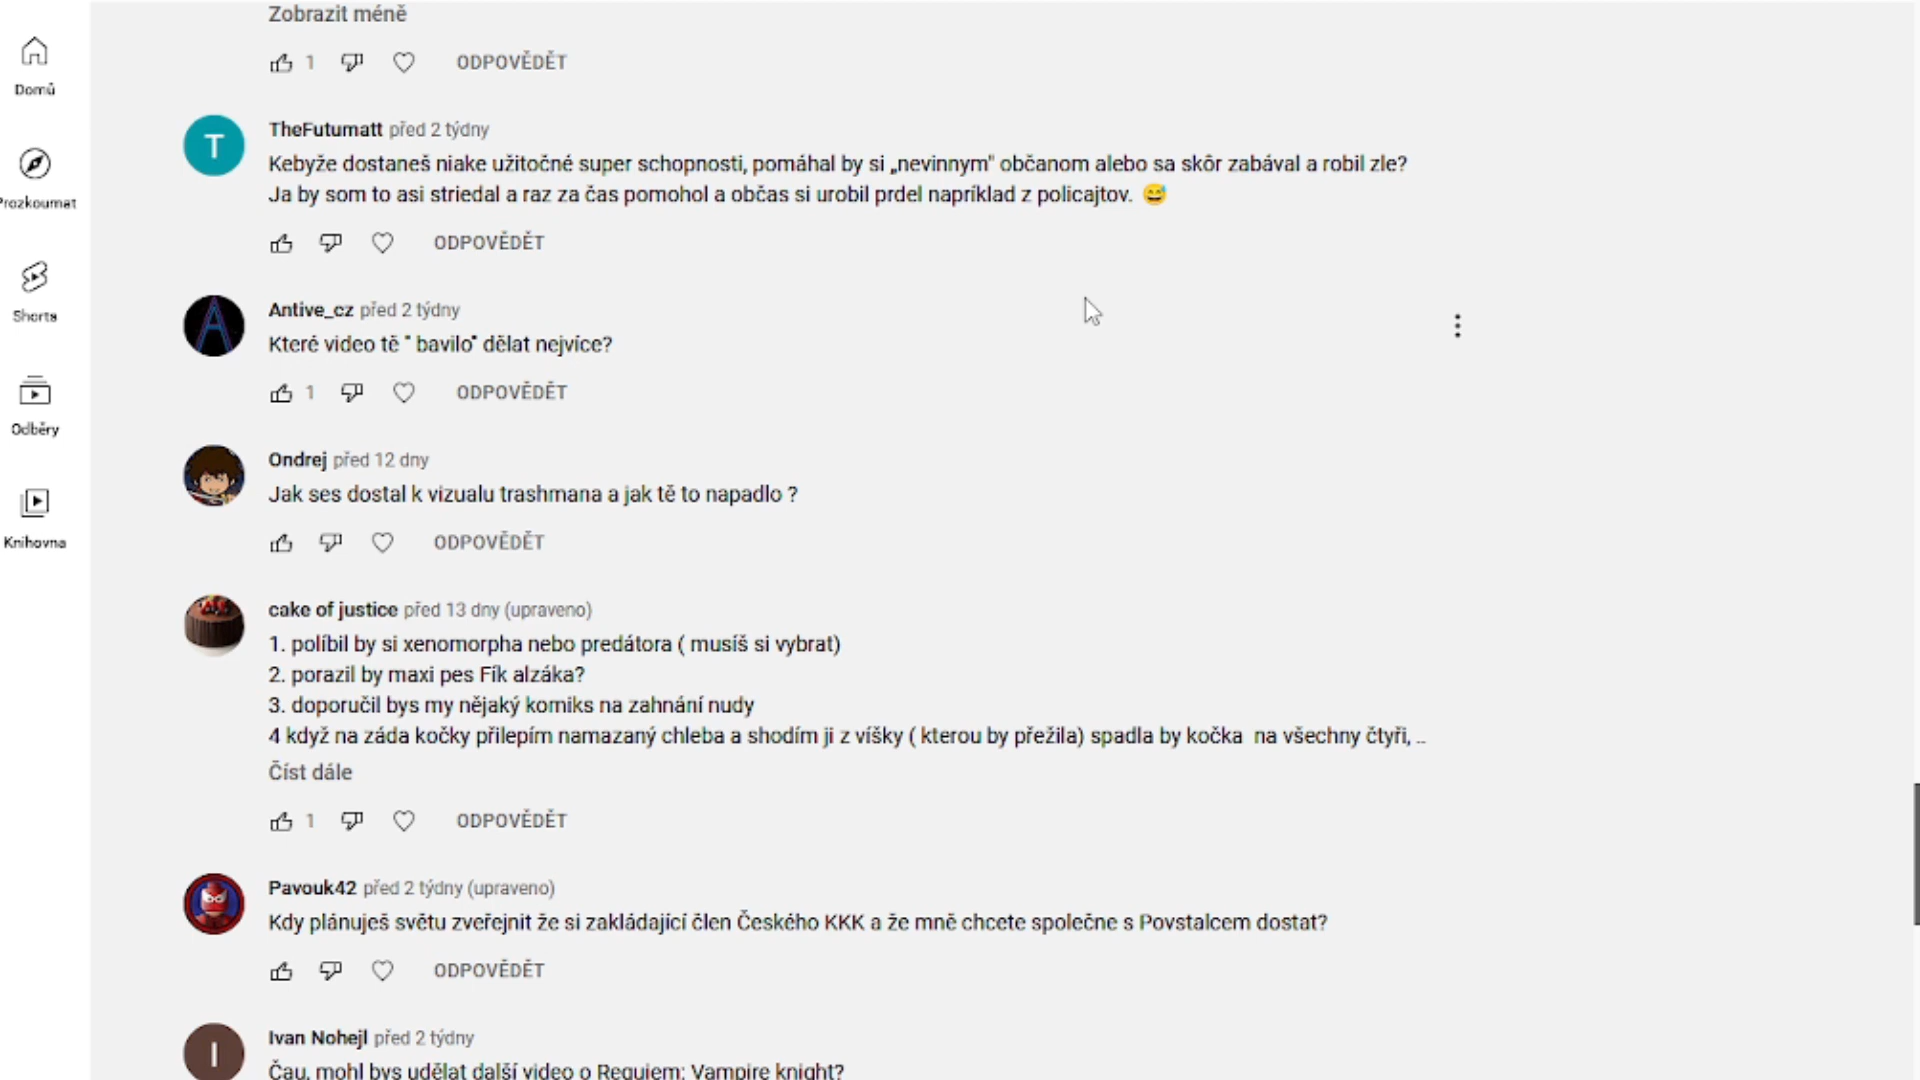 Zobrazit méně
1 ODPOVĚDĚT
Domů
TheFutumatt před 2 týdny
Kebyže dostaneš niake užitočné super schopnosti, pomáhal by si „nevinnym" občanom alebo sa skôr zabával a robil zle?
Ja by som to asi striedal a raz za čas pomohol a občas si urobil prdel napríklad z policajtov. 😅
Prozkoumat
ODPOVĚDĚT
Shorts
Antive_cz před 2 týdny
Které video tě " bavilo" dělat nejvíce?
1 ODPOVĚDĚT
Odběry
Ondrej před 12 dny
Jak ses dostal k vizualu trashmana a jak tě to napadlo ?
Knihovna
ODPOVĚDĚT
cake of justice před 13 dny (upraveno)
1. políbil by si xenomorpha nebo predátora ( musíš si vybrat)
2. porazil by maxi pes Fík alzáka?
3. doporučil bys my nějaký komiks na zahnání nudy
4 když na záda kočky přilepím namazaný chleba a shodím ji z víšky ( kterou by přežila) spadla by kočka na všechny čtyři, ..
Číst dále
1 ODPOVĚDĚT
Pavouk42 před 2 týdny (upraveno)
Kdy plánuješ světu zveřejnit že si zakládající člen Českého KKK a že mně chcete společne s Povstalcem dostat?
ODPOVĚDĚT
Ivan Nohejl před 2 týdny
Čau, mohl bys udělat další video o Requiem: Vampire knight?